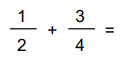 1/2 + 3/4 =